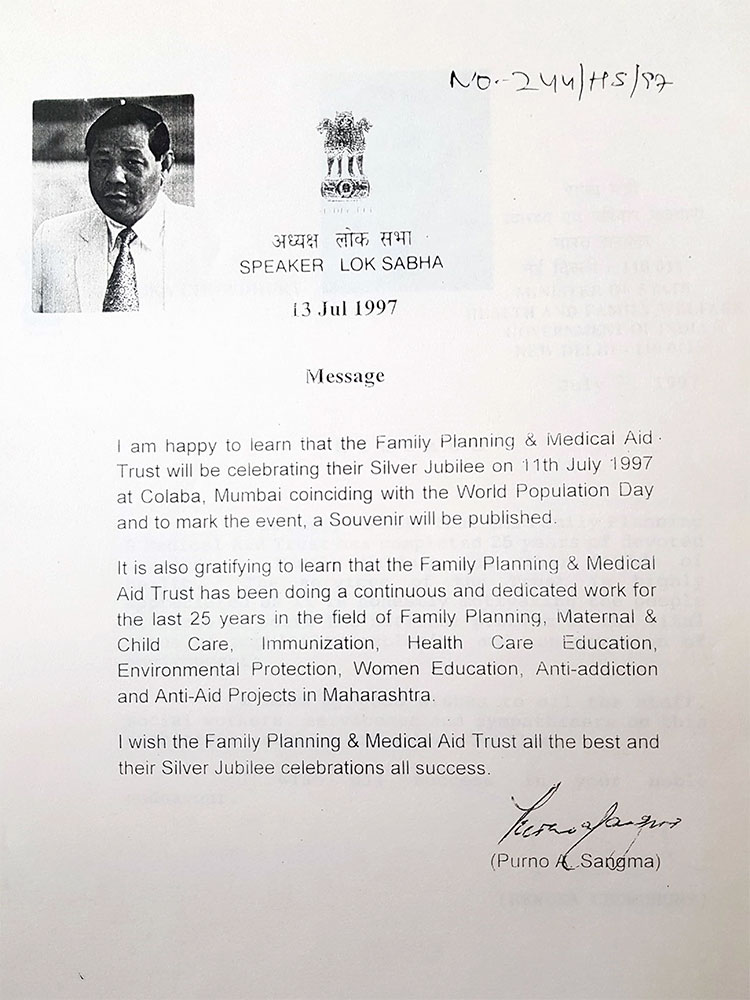 NO.-244/HS/97
अध्यक्ष लोक सभा
SPEAKER LOK SABHA
13 Jul 1997
Message
I am happy to learn that the Family Planning & Medical Aid
Trust will be celebrating their Silver Jubilee on 11th July 1997
at Colaba, Mumbai coinciding with the World Population Day
and to mark the event, a Souvenir will be published.
It is also gratifying to learn that the Family Planning & Medical
Aid Trust has been doing a continuous and dedicated work for
the last 25 years in the field of Family Planning, Maternal &
Child Care, Immunization, Health Care Education,
Environmental Protection, Women Education, Anti-addiction
and Anti-Aid Projects in Maharashtra.
I wish the Family Planning & Medical Aid Trust all the best and
their Silver Jubilee celebrations all success.
(Purno A. Sangma)